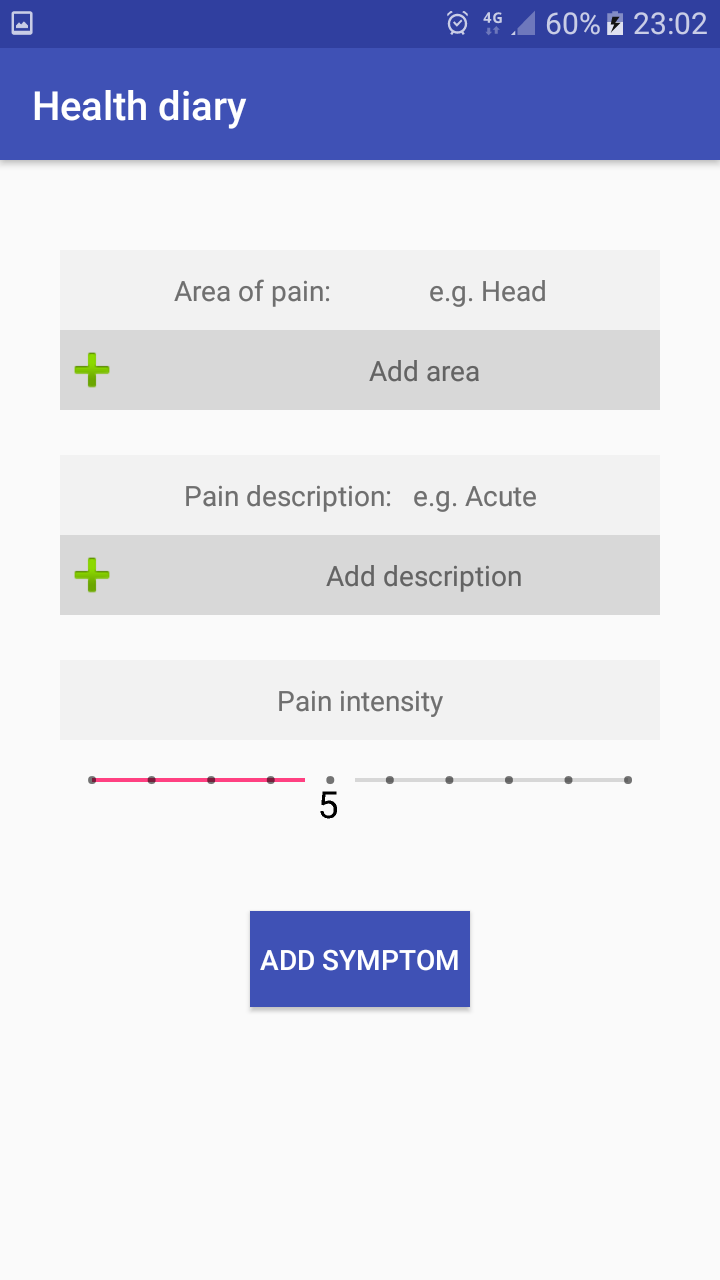 4G 60% 23:02
Health diary
Area of pain: e.g. Head
Add area
Pain description: e.g. Acute
Add description
Pain intensity
5
ADD SYMPTOM